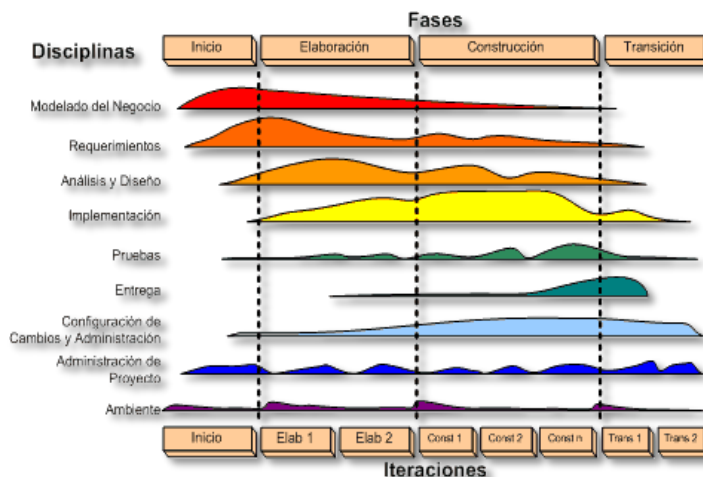 Fases
Disciplinas
Inicio
Elaboración
Construcción
Transición
Modelado del Negocio
Requerimientos
Análisis y Diseño
Implementación
Pruebas
Entrega
Configuración de
Cambios y Administración
Administración de
Proyecto
Ambiente
Inicio
Elab 1
Elab 2
Const 1
Const 2
Const n
Trans 1
Trans 2
Iteraciones